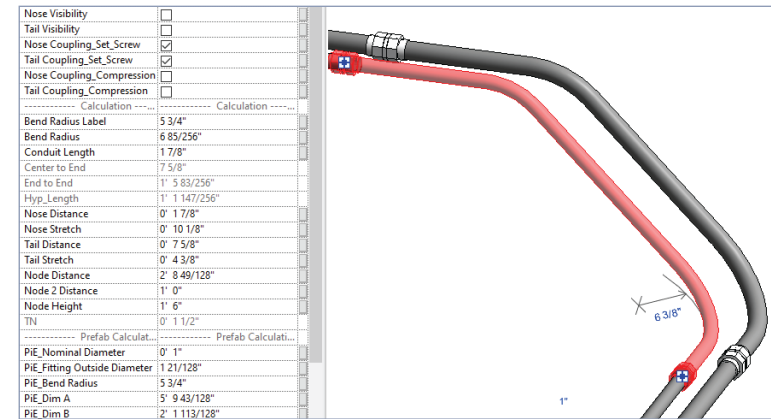 Nose Visibility
Tail Visibility
Nose Coupling_Set_Screw
Tail Coupling_Set_Screw
Nose Coupling_Compression
Tail Coupling_Compression
------------ Calculation ---... ------------ Calculation ----...
Bend Radius Label 5 3/4"
Bend Radius 6 85/256"
Conduit Length 1 7/8"
Center to End 7 5/8"
End to End 1' 5 83/256"
Hyp_Length 1' 1 147/256"
Nose Distance 0' 1 7/8"
Nose Stretch 0' 10 1/8"
Tail Distance 0' 7 5/8"
Tail Stretch 0' 4 3/8"
Node Distance 2' 8 49/128"
Node 2 Distance 1' 0"
Node Height 1' 6"
TN 0' 1 1/2"
------------ Prefab Calculat... ------------ Prefab Calculati...
PiE_Nominal Diameter 0' 1"
PiE_Fitting Outside Diameter 1 21/128"
PiE_Bend Radius 5 3/4"
PiE_Dim A 5' 9 43/128"
PiE_Dim B 2' 1 113/128"
6 3/8"
1"